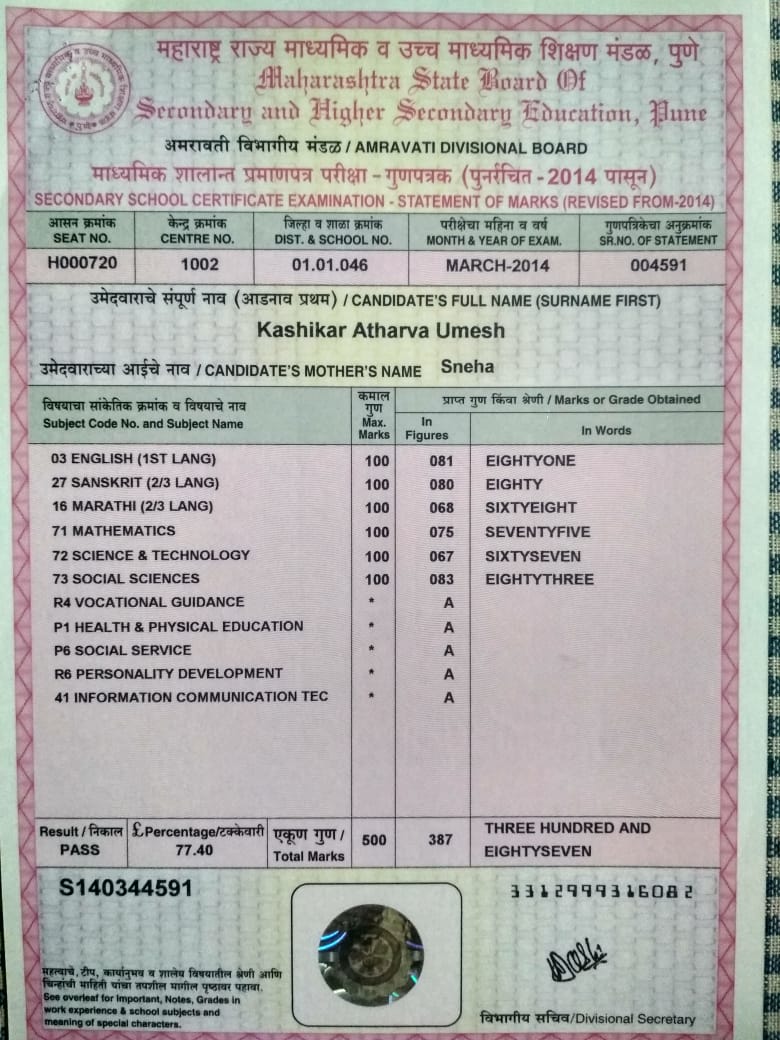 महाराष्ट्र राज्य माध्यमिक व उच्च माध्यमिक शिक्षण मंडळ, पुणे
Maharashtra State Board Of
Secondary and Higher Secondary Education, Pune
अमरावती विभागीय मंडळ / AMRAVATI DIVISIONAL BOARD
माध्यमिक शालान्त प्रमाणपत्र परीक्षा - गुणपत्रक (पुनर्रचित - 2014 पासून)
SECONDARY SCHOOL CERTIFICATE EXAMINATION - STATEMENT OF MARKS (REVISED FROM-2014)
आसन क्रमांक केन्द्र क्रमांक जिल्हा व शाळा क्रमांक परीक्षेचा महिना व वर्ष गुणपत्रिकेचा अनुक्रमांक
SEAT NO. CENTRE NO. DIST. & SCHOOL NO. MONTH & YEAR OF EXAM. SR.NO. OF STATEMENT
H000720 1002 01.01.046 MARCH-2014 004591
उमेदवाराचे संपूर्ण नाव (आडनाव प्रथम) / CANDIDATE'S FULL NAME (SURNAME FIRST)
Kashikar Atharva Umesh
उमेदवाराच्या आईचे नाव / CANDIDATE'S MOTHER'S NAME Sneha
विषयाचा सांकेतिक क्रमांक व विषयाचे नाव
Subject Code No. and Subject Name
कमाल
गुण
Max.
Marks
प्राप्त गुण किंवा श्रेणी / Marks or Grade Obtained
In
Figures
In Words
03 ENGLISH (1ST LANG) 100 081 EIGHTYONE
27 SANSKRIT (2/3 LANG) 100 080 EIGHTY
16 MARATHI (2/3 LANG) 100 068 SIXTYEIGHT
71 MATHEMATICS 100 075 SEVENTYFIVE
72 SCIENCE & TECHNOLOGY 100 067 SIXTYSEVEN
73 SOCIAL SCIENCES 100 083 EIGHTYTHREE
R4 VOCATIONAL GUIDANCE * A
P1 HEALTH & PHYSICAL EDUCATION * A
P6 SOCIAL SERVICE * A
R6 PERSONALITY DEVELOPMENT * A
41 INFORMATION COMMUNICATION TEC * A
Result / निकाल
PASS
£ Percentage/टक्केवारी
77.40
एकूण गुण /
Total Marks
500 387
THREE HUNDRED AND
EIGHTYSEVEN
S140344591
3312999316082
महत्वाचे, टीप, कार्यानुभव व शालेय विषयातील श्रेणी आणि
चिन्हांची माहिती यांचा तपशील मागील पृष्ठावर पहावा.
See overleaf for Important, Notes, Grades in
work experience & school subjects and
meaning of special characters.
विभागीय सचिव/Divisional Secretary